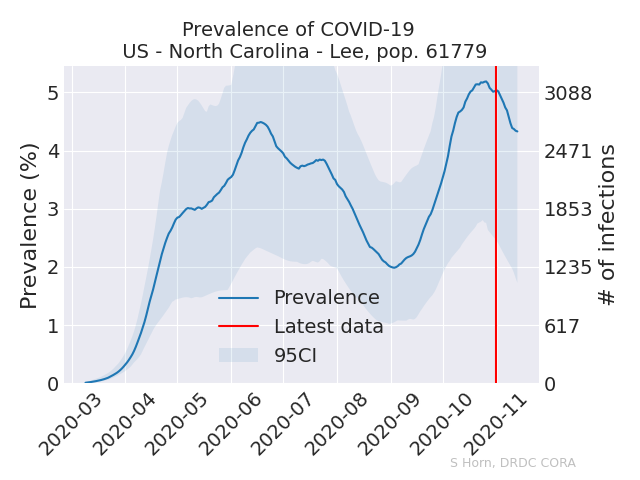 Prevalence of COVID-19
US - North Carolina - Lee, pop. 61779
Prevalence (%)
5
4
3
2
1
0
3088
2471
1853
1235
617
0
# of infections
Prevalence
Latest data
95CI
2020-03
2020-04
2020-05
2020-06
2020-07
2020-08
2020-09
2020-10
2020-11
S Horn, DRDC CORA